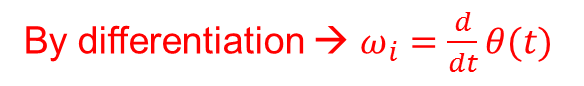 By differentiation → ωᵢ = d/dt θ(t)